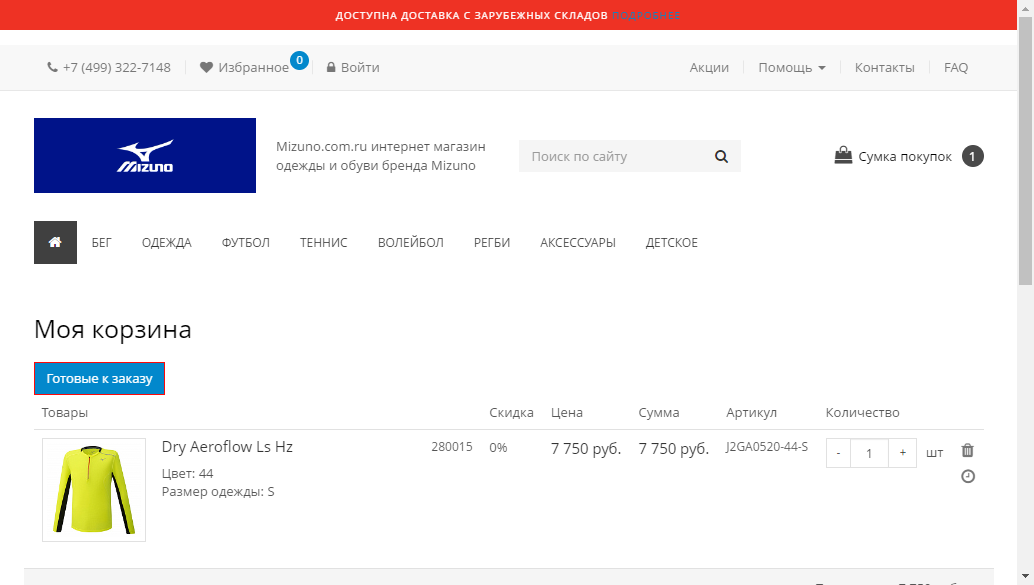 ДОСТУПНА ДОСТАВКА С ЗАРУБЕЖНЫХ СКЛАДОВ ПОДРОБНЕЕ
+7 (499) 322-7148 Избранное 0 Войти Акции Помощь Контакты FAQ
MIZUNO
Mizuno.com.ru интернет магазин
одежды и обуви бренда Mizuno
Поиск по сайту
Сумка покупок 1
БЕГ ОДЕЖДА ФУТБОЛ ТЕННИС ВОЛЕЙБОЛ РЕГБИ АКСЕССУАРЫ ДЕТСКОЕ
Моя корзина
Готовые к заказу
Товары Скидка Цена Сумма Артикул Количество
Dry Aeroflow Ls Hz 280015 0% 7 750 руб. 7 750 руб. J2GA0520-44-S - 1 + шт
Цвет: 44
Размер одежды: S